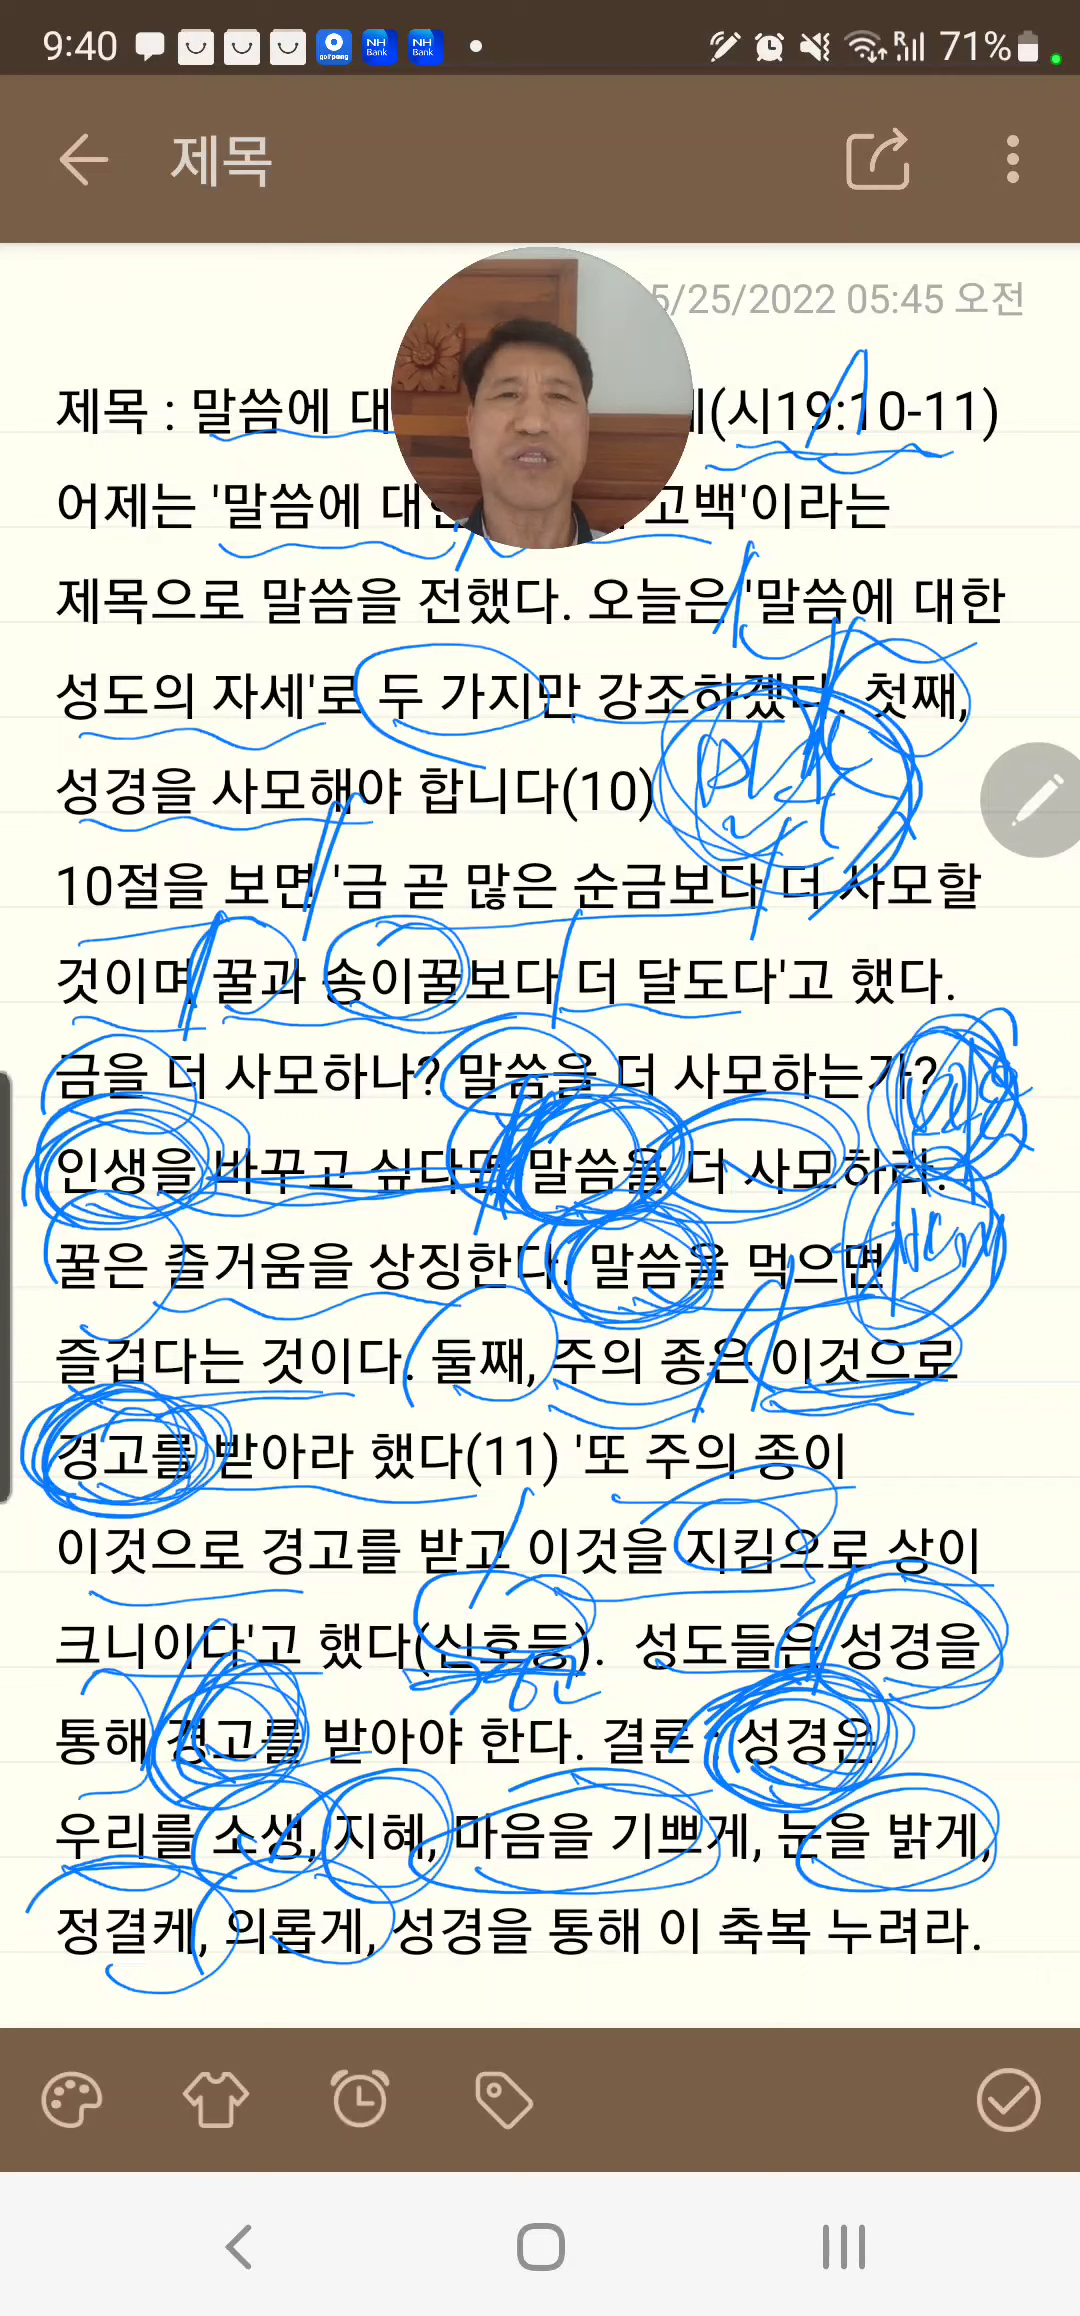 9:40 71%
제목
5/25/2022 05:45 오전
제목 : 말씀에 대 (시19:10-11)
어제는 '말씀에 대한 고백'이라는
제목으로 말씀을 전했다. 오늘은 '말씀에 대한
성도의 자세'로 두 가지만 강조하겠다. 첫째,
성경을 사모해야 합니다(10)
10절을 보면 '금 곧 많은 순금보다 더 사모할
것이며 꿀과 송이꿀보다 더 달도다'고 했다.
금을 더 사모하나? 말씀을 더 사모하는가?
인생을 바꾸고 싶다면 말씀을 더 사모하라.
꿀은 즐거움을 상징한다. 말씀을 먹으면
즐겁다는 것이다. 둘째, 주의 종은 이것으로
경고를 받아라 했다(11) '또 주의 종이
이것으로 경고를 받고 이것을 지킴으로 상이
크니이다'고 했다(신호등). 성도들은 성경을
통해 경고를 받아야 한다. 결론 : 성경은
우리를 소생, 지혜, 마음을 기쁘게, 눈을 밝게,
정결케, 의롭게, 성경을 통해 이 축복 누려라.